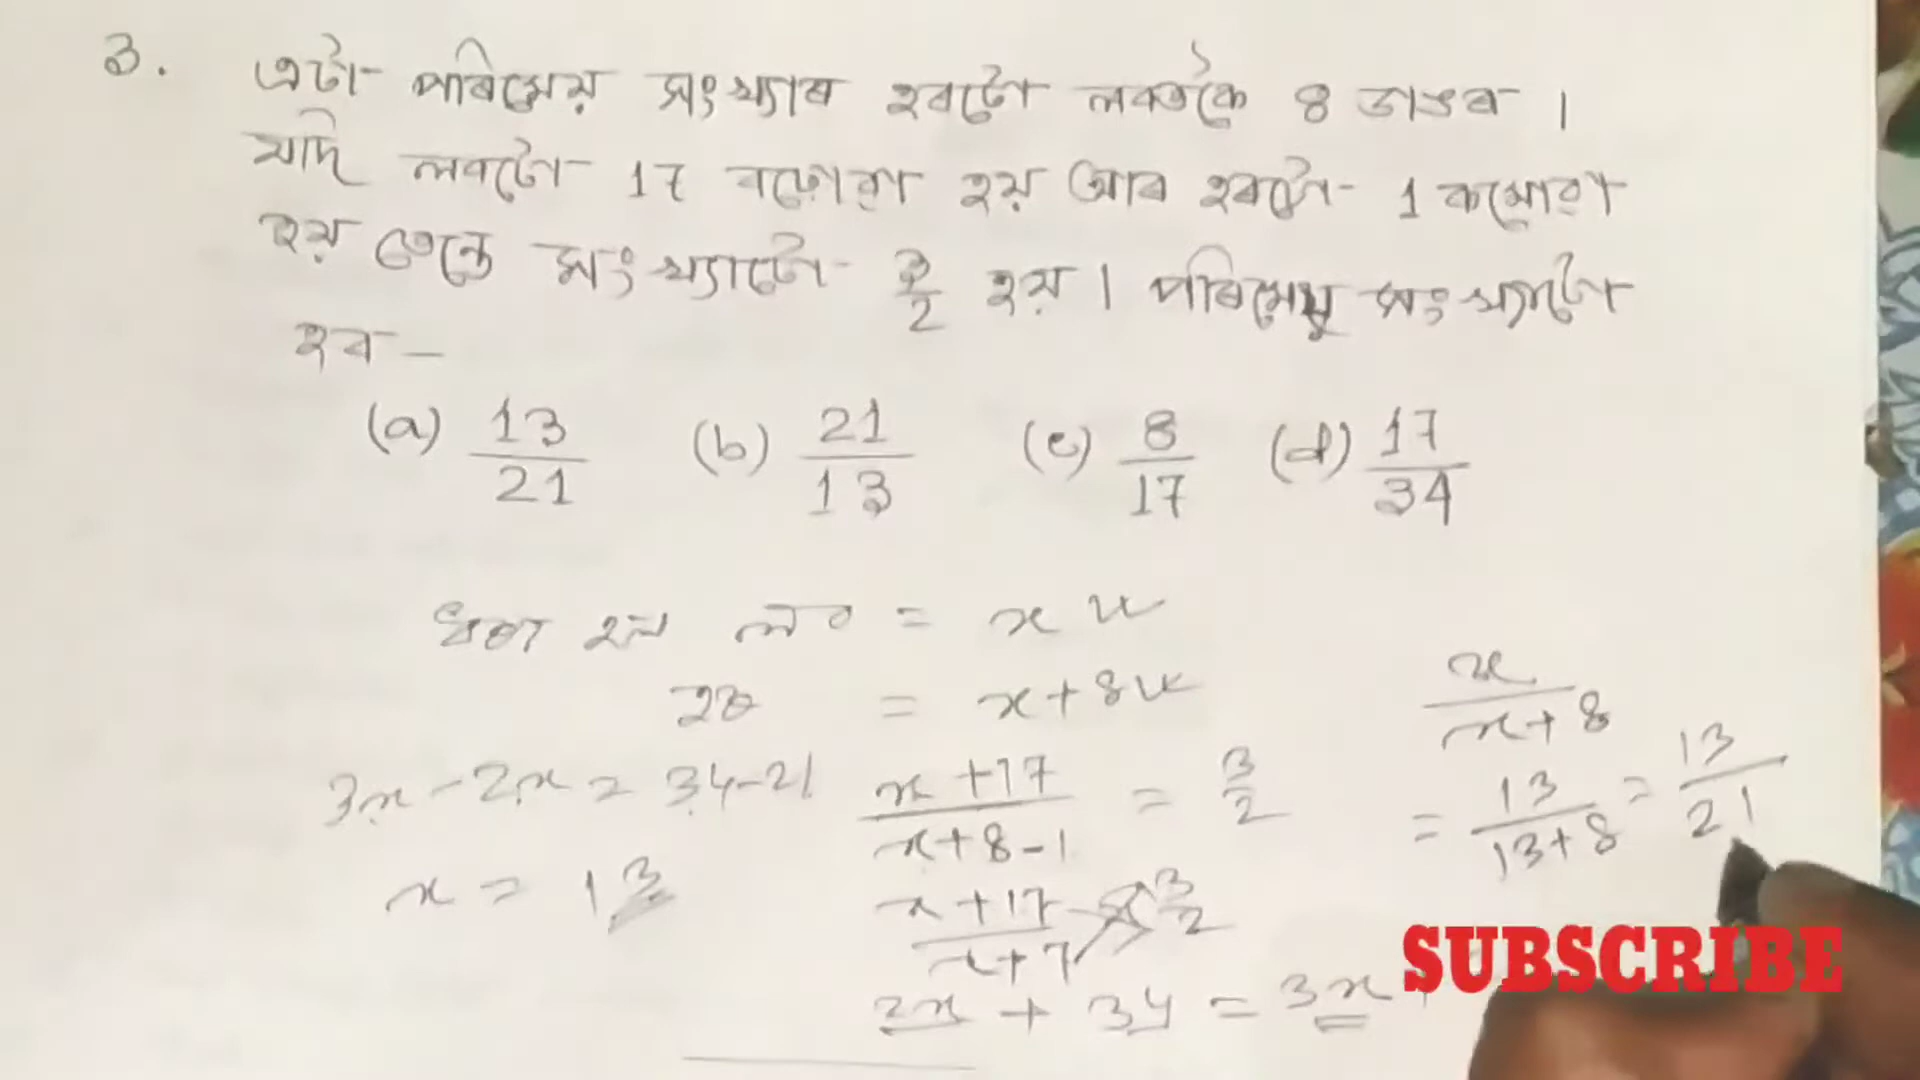 3. এটা পৰিমেয় সংখ্যাৰ হৰটো লবতকৈ 8 ডাঙৰ ।
যদি লবটো 17 বঢ়োৱা হয় আৰু হৰটো 1 কমোৱা
হয় তেন্তে সংখ্যাটো 3/2 হয় । পৰিমেয় সংখ্যাটো
হব —
(a) 13/21 (b) 21/13 (c) 8/17 (d) 17/34
ধৰা হল লব = x
হৰ = x+8
x/(x+8)
3x - 2x = 34-21
(x+17)/(x+8-1) = 3/2
= 13/(13+8) = 13/21
x = 13
(x+17)/(x+7) 3/2
2x + 34 = 3x
SUBSCRIBE